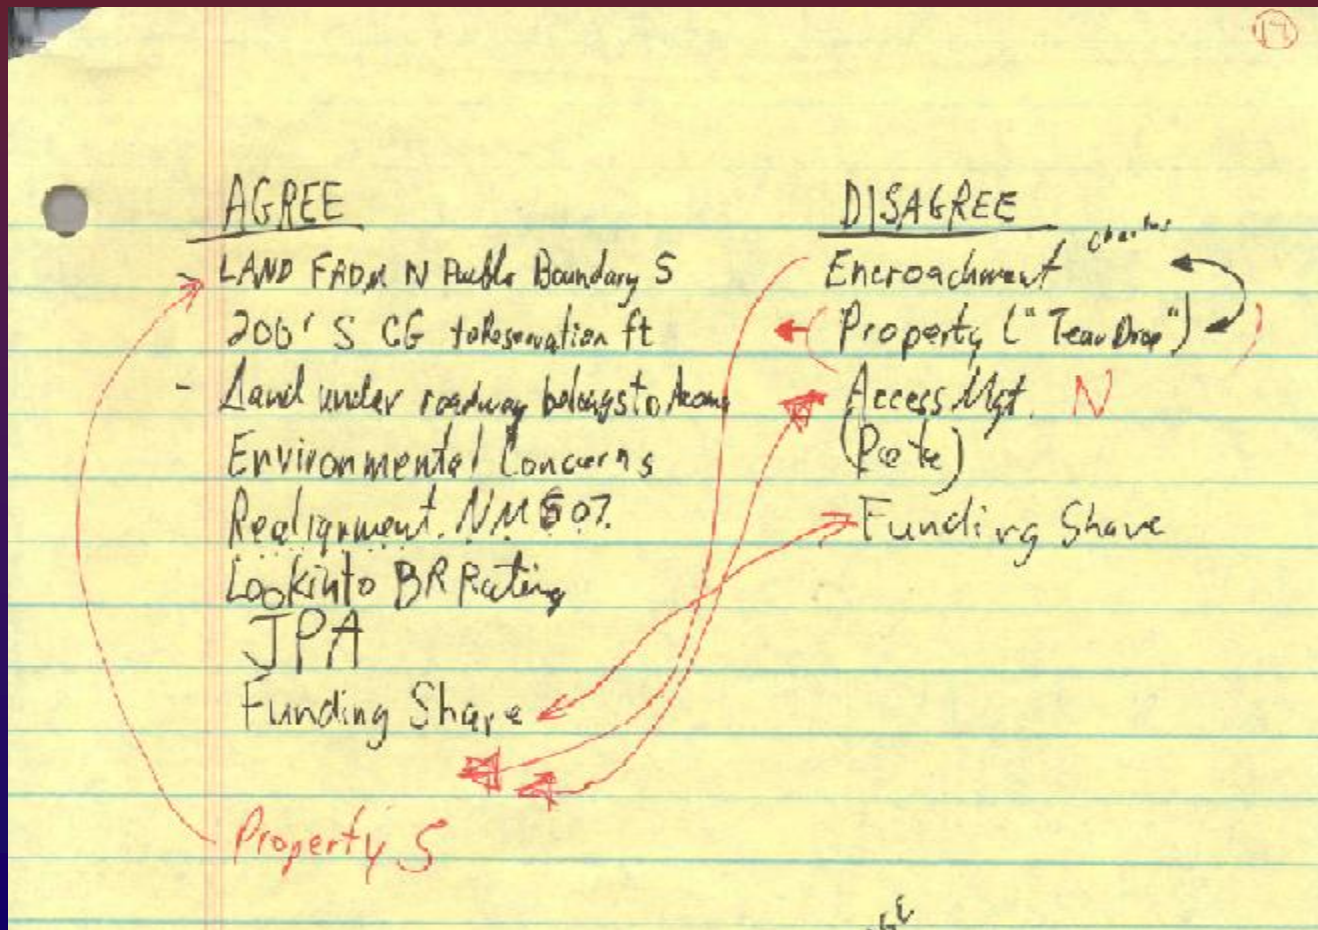 AGREE
LAND FROM N Pueblo Boundary S
200' S CG to Reservation ft
- Land under roadway belongs to Acoma
Environmental Concerns
Realignment. NM 507.
Look into BR Rating
JPA
Funding Share
Property S
DISAGREE
Encroachment
Property ("Tear Drop")
Access Mgt. N
(Pete)
Funding Share